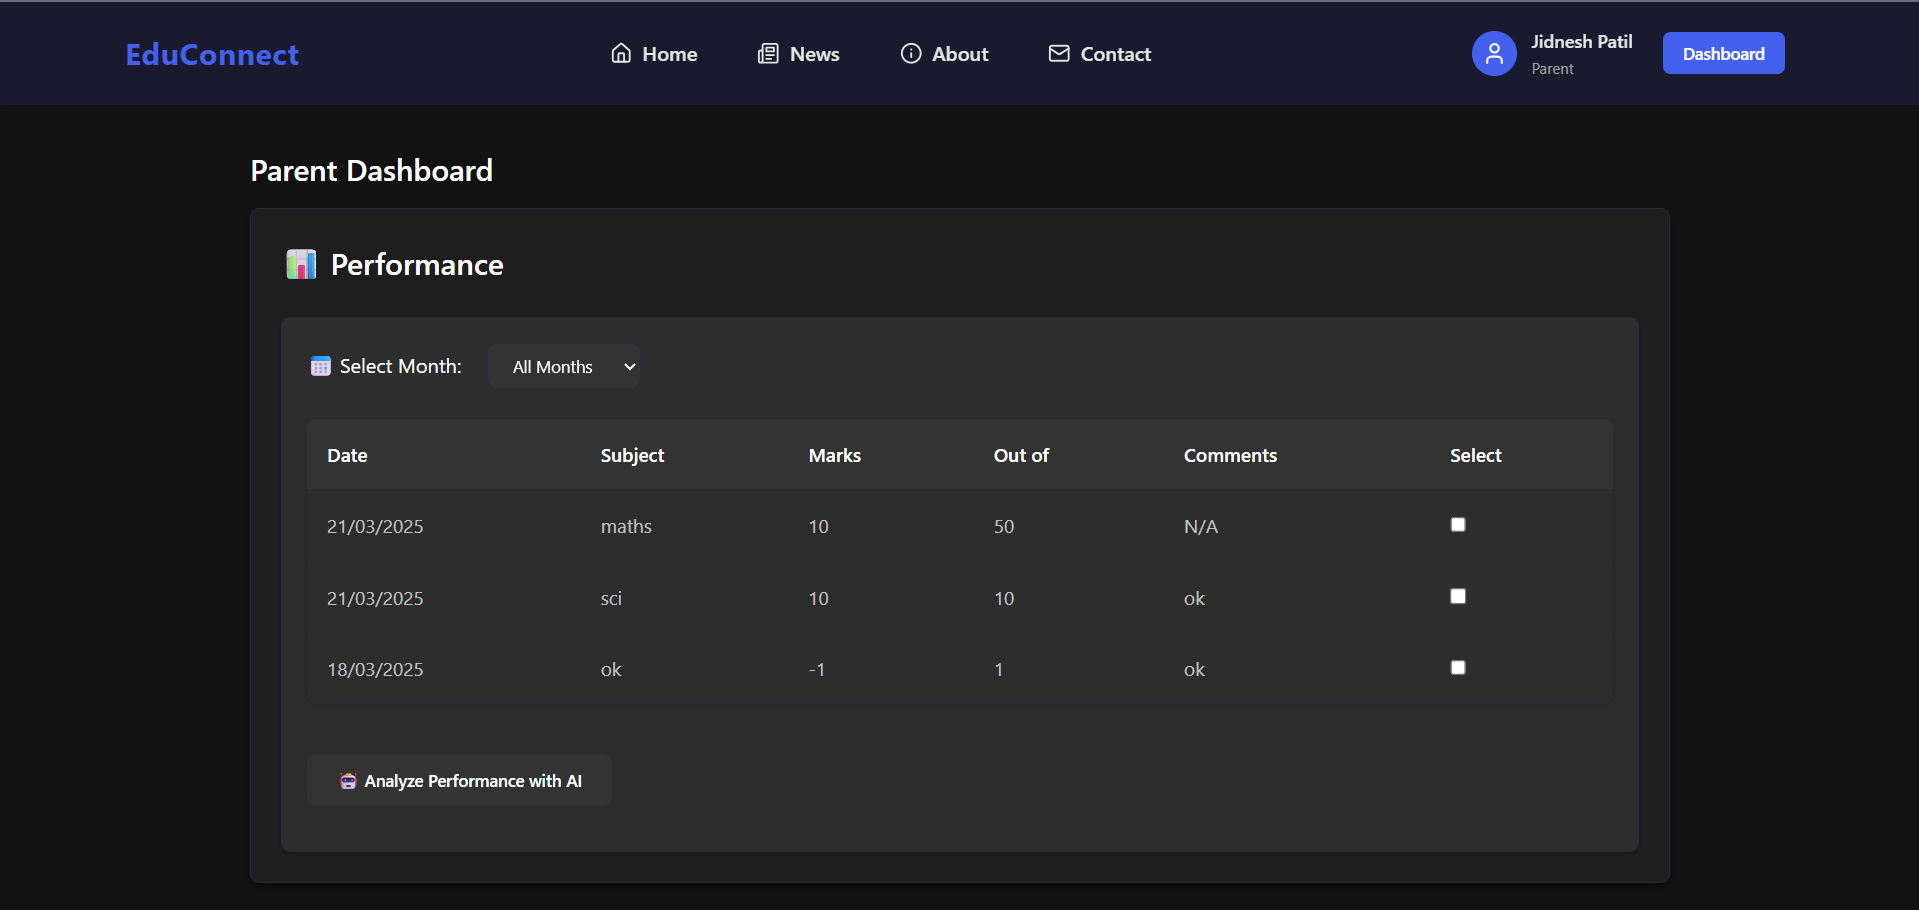 EduConnect
Home
News
About
Contact
Jidnesh Patil
Parent
Dashboard
Parent Dashboard
Performance
Select Month:
All Months
Date Subject Marks Out of Comments Select
21/03/2025 maths 10 50 N/A
21/03/2025 sci 10 10 ok
18/03/2025 ok -1 1 ok
Analyze Performance with AI